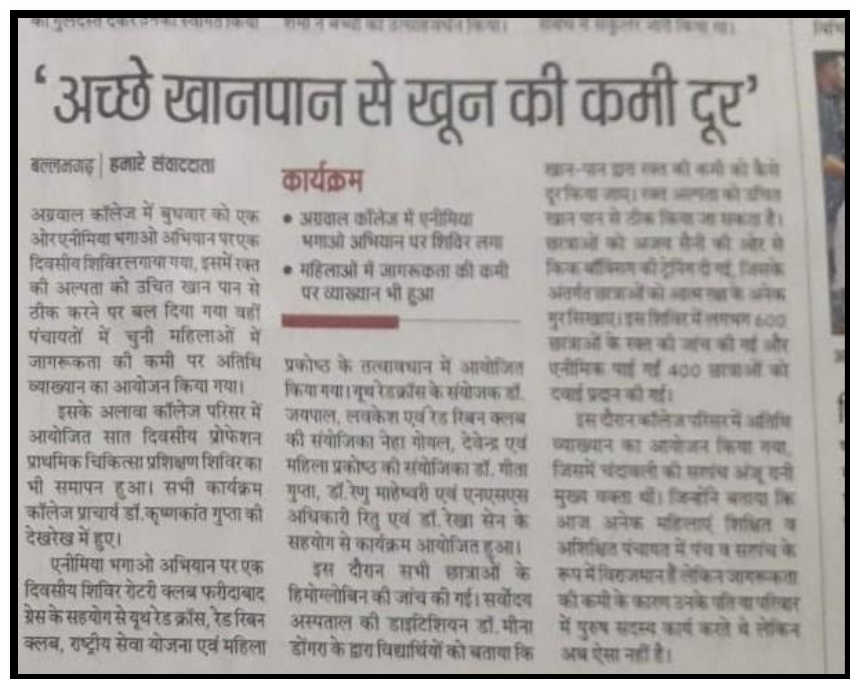 ‘अच्छे खानपान से खून की कमी दूर’
बल्लभगढ़ | हमारे संवाददाता
अग्रवाल कॉलेज में बुधवार को एक
ओर एनीमिया भगाओ अभियान पर एक
दिवसीय शिविर लगाया गया, इसमें रक्त
की अल्पता को उचित खान पान से
ठीक करने पर बल दिया गया वहीं
पंचायतों में चुनी महिलाओं में
जागरूकता की कमी पर अतिथि
व्याख्यान का आयोजन किया गया।
इसके अलावा कॉलेज परिसर में
आयोजित सात दिवसीय प्रोफेशन
प्राथमिक चिकित्सा प्रशिक्षण शिविर का
भी समापन हुआ। सभी कार्यक्रम
कॉलेज प्राचार्य डॉ.कृष्णकांत गुप्ता की
देखरेख में हुए।
एनीमिया भगाओ अभियान पर एक
दिवसीय शिविर रोटरी क्लब फरीदाबाद
ग्रेस के सहयोग से यूथ रेड क्रॉस, रेड रिबन
क्लब, राष्ट्रीय सेवा योजना एवं महिला
कार्यक्रम
• अग्रवाल कॉलेज में एनीमिया
भगाओ अभियान पर शिविर लगा
• महिलाओं में जागरूकता की कमी
पर व्याख्यान भी हुआ
प्रकोष्ठ के तत्वावधान में आयोजित
किया गया। यूथ रेडक्रॉस के संयोजक डॉ.
जयपाल, लवकेश एवं रेड रिबन क्लब
की संयोजिका नेहा गोयल, देवेन्द्र एवं
महिला प्रकोष्ठ की संयोजिका डॉ. गीता
गुप्ता, डॉ.रेणु माहेश्वरी एवं एनएसएस
अधिकारी रितु एवं डॉ.रेखा सेन के
सहयोग से कार्यक्रम आयोजित हुआ।
इस दौरान सभी छात्राओं के
हिमोग्लोबिन की जांच की गई। सर्वोदय
अस्पताल की डाइटिशियन डॉ.मीना
डोंगरा के द्वारा विद्यार्थियों को बताया कि
खान-पान द्वारा रक्त की कमी को कैसे
दूर किया जाए। रक्त अल्पता को उचित
खान पान से ठीक किया जा सकता है।
छात्राओं को अजय सैनी की ओर से
किक बॉक्सिंग की ट्रेनिंग दी गई, जिसके
अंतर्गत छात्राओं को आत्म रक्षा के अनेक
गुर सिखाए। इस शिविर में लगभग 600
छात्राओं के रक्त की जांच की गई और
एनीमिक पाई गई 400 छात्राओं को
दवाई प्रदान की गई।
इस दौरान कॉलेज परिसर में अतिथि
व्याख्यान का आयोजन किया गया,
जिसमें चंदावली की सरपंच अंजू रानी
मुख्य वक्ता थीं। जिन्होंने बताया कि
आज अनेक महिलाएं शिक्षित व
अशिक्षित पंचायत में पंच व सरपंच के
रूप में विराजमान है लेकिन जागरूकता
की कमी के कारण उनके पति या परिवार
में पुरुष सदस्य कार्य करते थे लेकिन
अब ऐसा नहीं है।